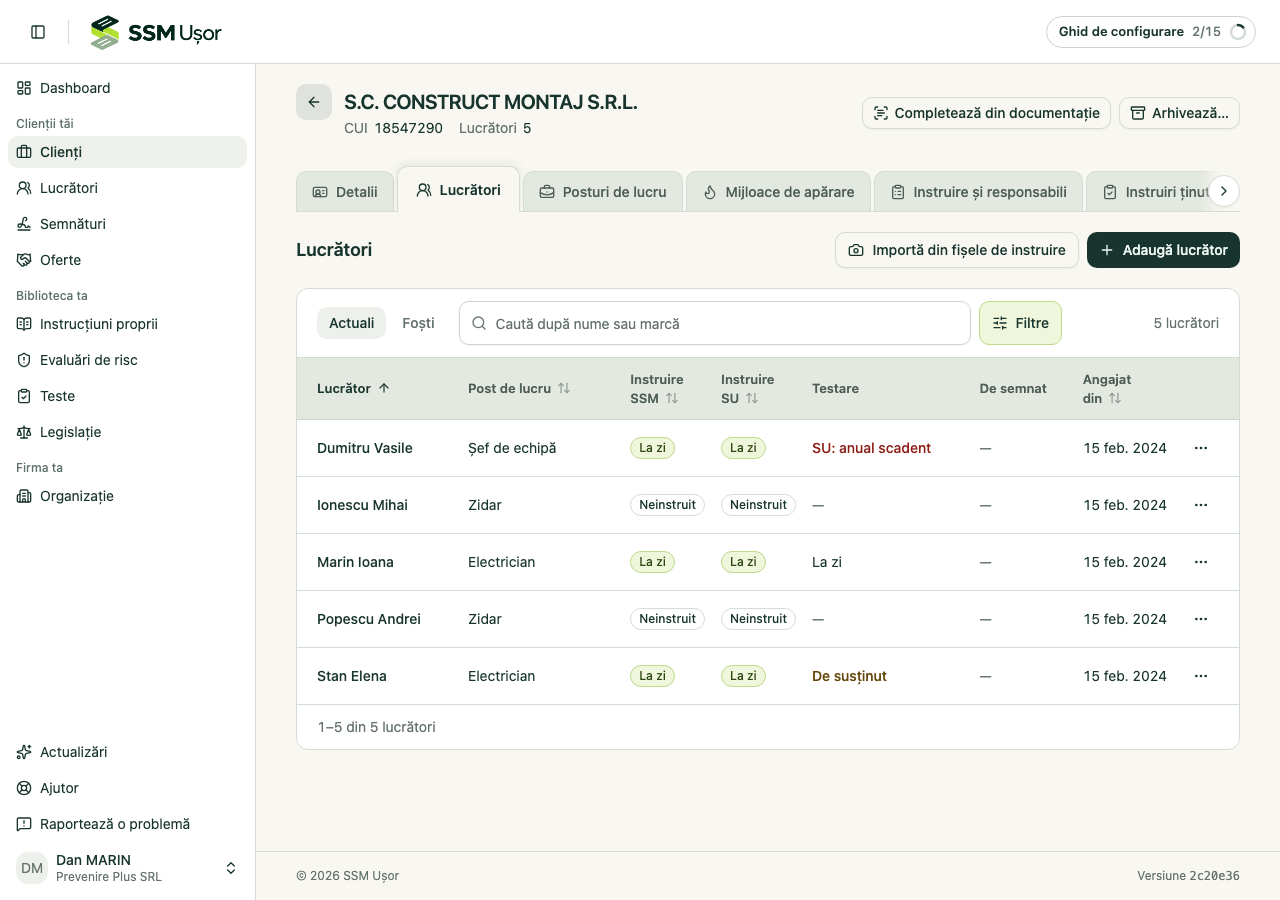 SSM Ușor
Ghid de configurare 2/15
Dashboard
Clienții tăi
Clienți
Lucrători
Semnături
Oferte
Biblioteca ta
Instrucțiuni proprii
Evaluări de risc
Teste
Legislație
Firma ta
Organizație
Actualizări
Ajutor
Raportează o problemă
DM
Dan MARIN
Prevenire Plus SRL
S.C. CONSTRUCT MONTAJ S.R.L.
CUI 18547290 Lucrători 5
Completează din documentație
Arhivează...
Detalii
Lucrători
Posturi de lucru
Mijloace de apărare
Instruire și responsabili
Instruiri ținut
Lucrători
Importă din fișele de instruire
Adaugă lucrător
Actuali
Foști
Caută după nume sau marcă
Filtre
5 lucrători
Lucrător
Post de lucru
Instruire
SSM
Instruire
SU
Testare
De semnat
Angajat
din
Dumitru Vasile Șef de echipă La zi La zi SU: anual scadent — 15 feb. 2024
Ionescu Mihai Zidar Neinstruit Neinstruit — — 15 feb. 2024
Marin Ioana Electrician La zi La zi La zi — 15 feb. 2024
Popescu Andrei Zidar Neinstruit Neinstruit — — 15 feb. 2024
Stan Elena Electrician La zi La zi De susținut — 15 feb. 2024
1–5 din 5 lucrători
© 2026 SSM Ușor
Versiune 2c20e36